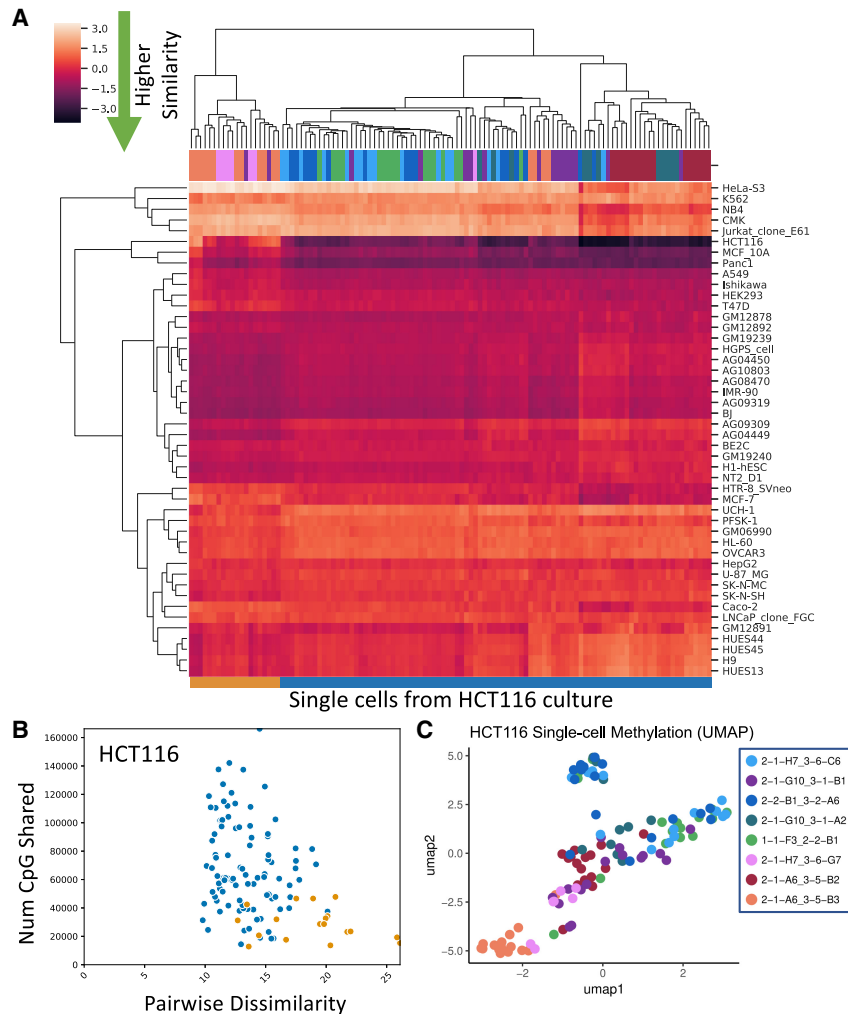 A
3.0
1.5
0.0
−1.5
−3.0
Higher
Similarity
HeLa-S3
K562
NB4
CMK
Jurkat_clone_E61
HCT116
MCF_10A
Panc1
A549
Ishikawa
HEK293
T47D
GM12878
GM12892
GM19239
HGPS_cell
AG04450
AG10803
AG08470
IMR-90
AG09319
BJ
AG09309
AG04449
BE2C
GM19240
H1-hESC
NT2_D1
HTR-8_SVneo
MCF-7
UCH-1
PFSK-1
GM06990
HL-60
OVCAR3
HepG2
U-87_MG
SK-N-MC
SK-N-SH
Caco-2
LNCaP_clone_FGC
GM12891
HUES44
HUES45
H9
HUES13
Single cells from HCT116 culture
B
HCT116
Num CpG Shared
160000
140000
120000
100000
80000
60000
40000
20000
0
0
5
10
15
20
25
Pairwise Dissimilarity
C
HCT116 Single-cell Methylation (UMAP)
umap2
5.0
2.5
0.0
−2.5
−5.0
−2
0
2
umap1
2−1−H7_3−6−C6
2−1−G10_3−1−B1
2−2−B1_3−2−A6
2−1−G10_3−1−A2
1−1−F3_2−2−B1
2−1−H7_3−6−G7
2−1−A6_3−5−B2
2−1−A6_3−5−B3